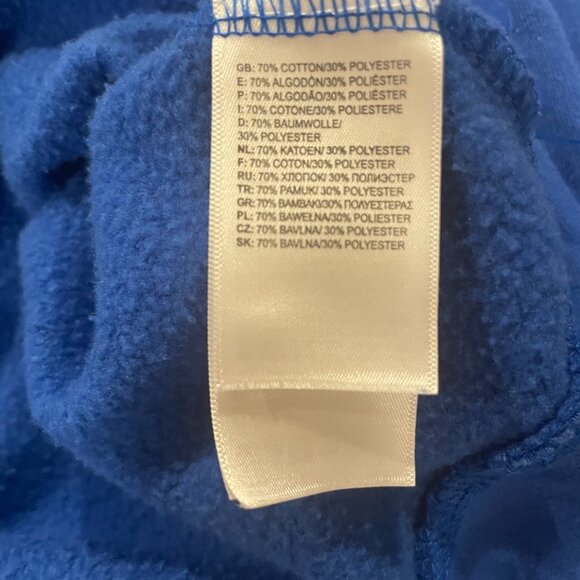 GB: 70% COTTON/30% POLYESTER
E: 70% ALGODÓN/30% POLIÉSTER
P: 70% ALGODÃO/30% POLIÉSTER
I: 70% COTONE/30% POLIESTERE
D: 70% BAUMWOLLE/
30% POLYESTER
NL: 70% KATOEN/ 30% POLYESTER
F: 70% COTON/30% POLYESTER
RU: 70% ХЛОПОК/ 30% ПОЛИЭСТЕР
TR: 70% PAMUK/ 30% POLYESTER
GR: 70% ΒΑΜΒΑΚΙ/30% ΠΟΛΥΕΣΤΕΡΑΣ
PL: 70% BAWEŁNA/30% POLIESTER
CZ: 70% BAVLNA/ 30% POLYESTER
SK: 70% BAVLNA/ 30% POLYESTER